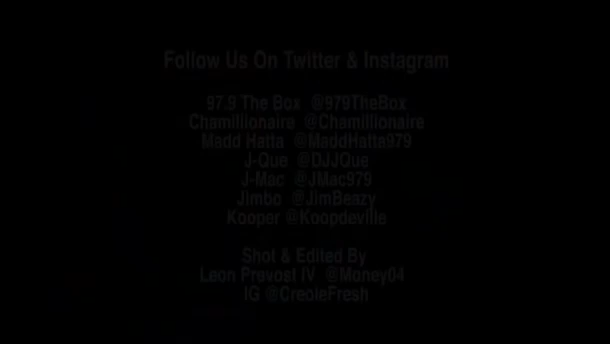 Follow Us On Twitter & Instagram
97.9 The Box @979TheBox
Chamillionaire @Chamillionaire
Madd Hatta @MaddHatta979
J-Que @DJJQue
J-Mac @JMac979
Jimbo @JimBeazy
Kooper @Koopdeville
Shot & Edited By
Leon Prevost IV @Money04
IG @CreoleFresh